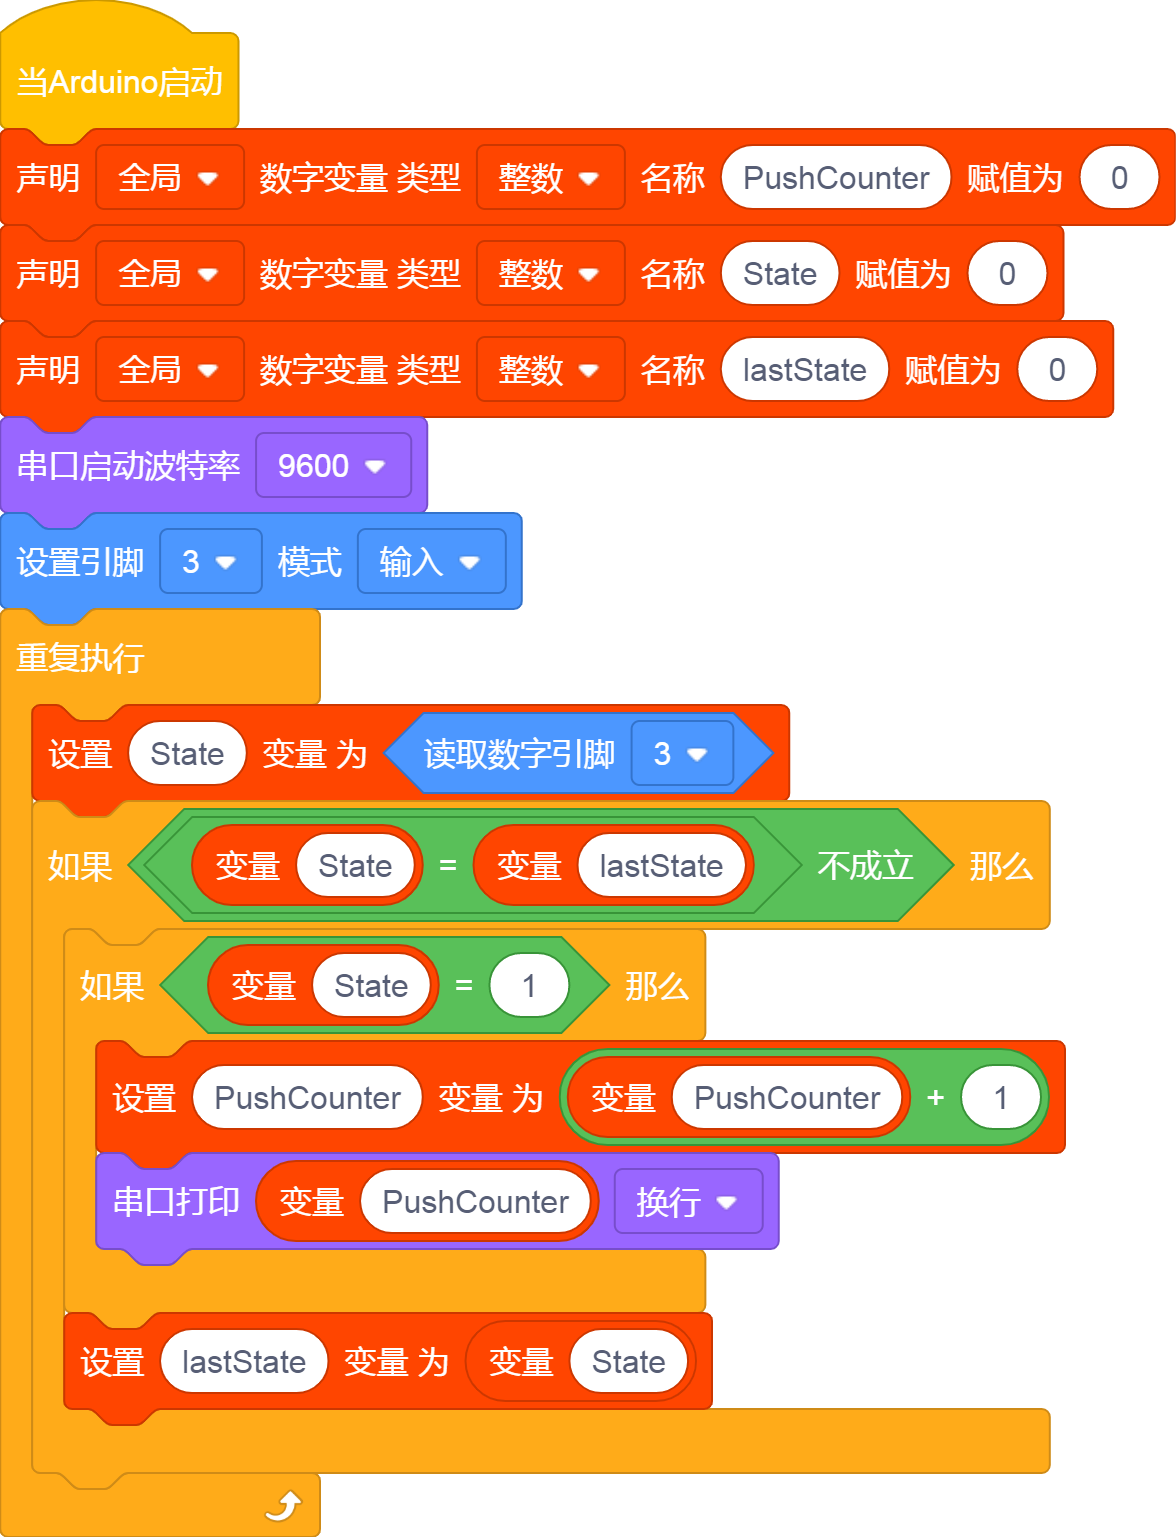 当Arduino启动
声明 全局 数字变量 类型 整数 名称 PushCounter 赋值为 0
声明 全局 数字变量 类型 整数 名称 State 赋值为 0
声明 全局 数字变量 类型 整数 名称 lastState 赋值为 0
串口启动波特率 9600
设置引脚 3 模式 输入
重复执行
设置 State 变量 为 读取数字引脚 3
如果 变量 State = 变量 lastState 不成立 那么
如果 变量 State = 1 那么
设置 PushCounter 变量 为 变量 PushCounter + 1
串口打印 变量 PushCounter 换行
设置 lastState 变量 为 变量 State